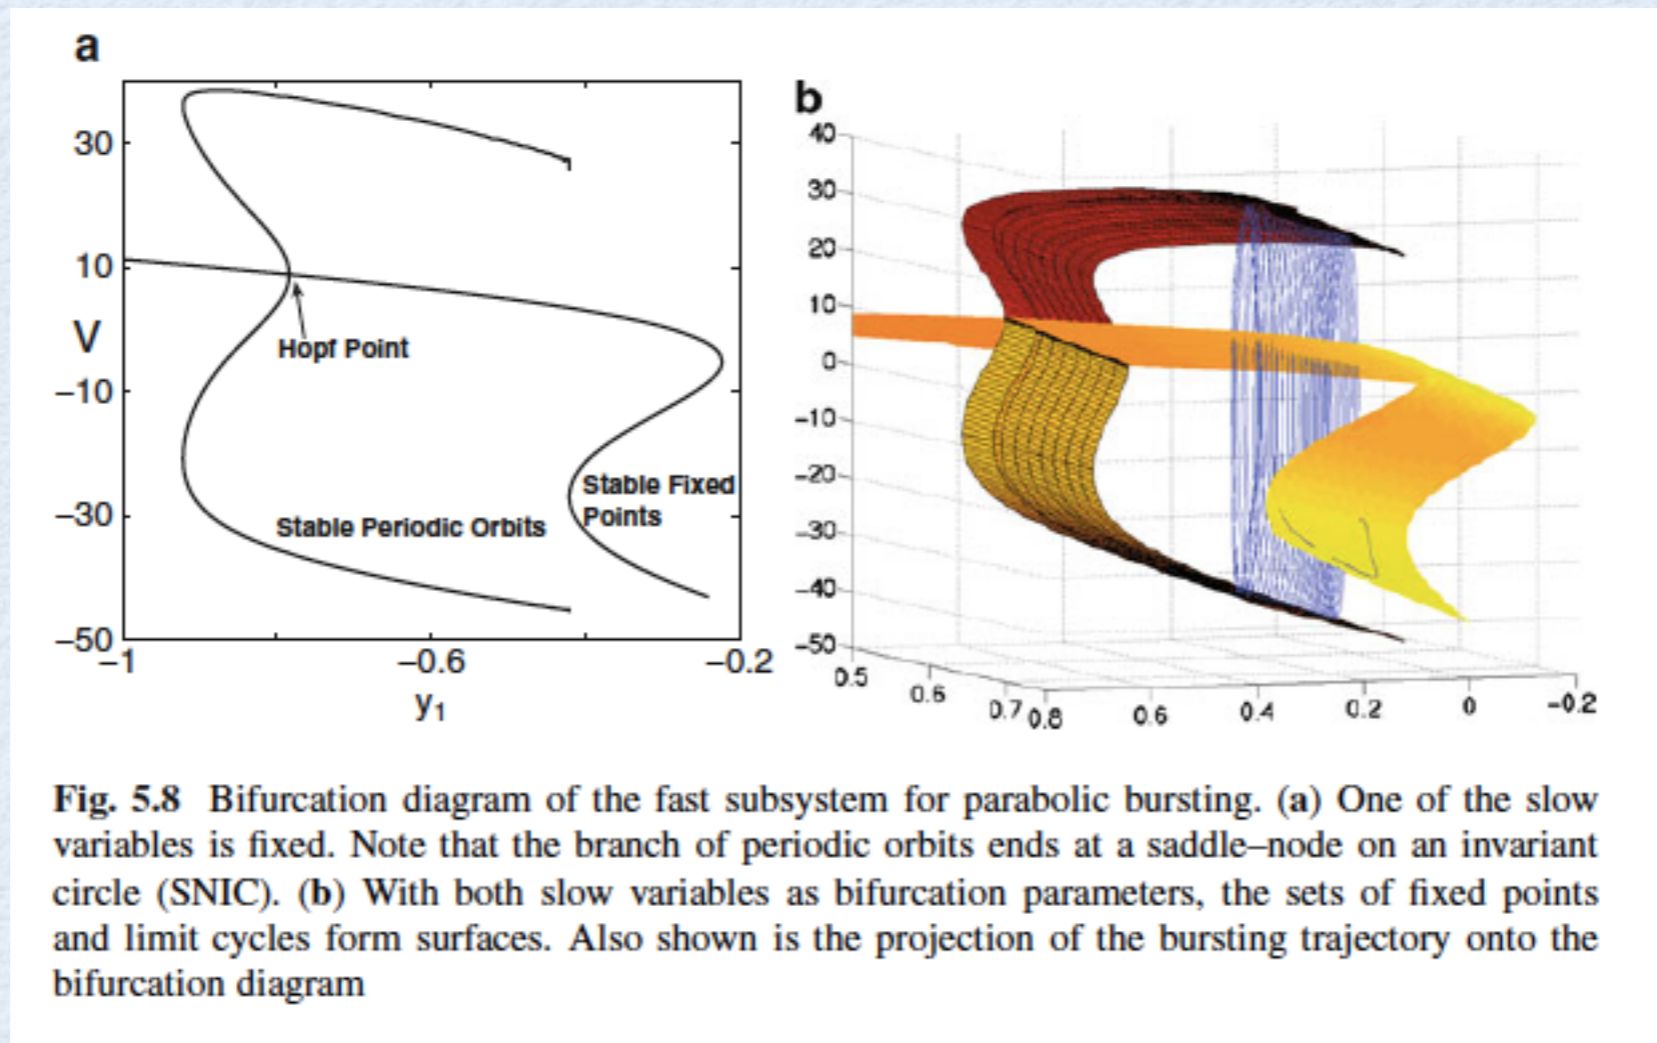 a
30
10
V
−10
−30
−50
−1
−0.6
−0.2
y1
Hopf Point
Stable Fixed
Points
Stable Periodic Orbits
b
40
30
20
10
0
−10
−20
−30
−40
−50
0.5
0.6
0.7
0.8
0.6
0.4
0.2
0
−0.2
Fig. 5.8 Bifurcation diagram of the fast subsystem for parabolic bursting. (a) One of the slow
variables is fixed. Note that the branch of periodic orbits ends at a saddle–node on an invariant
circle (SNIC). (b) With both slow variables as bifurcation parameters, the sets of fixed points
and limit cycles form surfaces. Also shown is the projection of the bursting trajectory onto the
bifurcation diagram